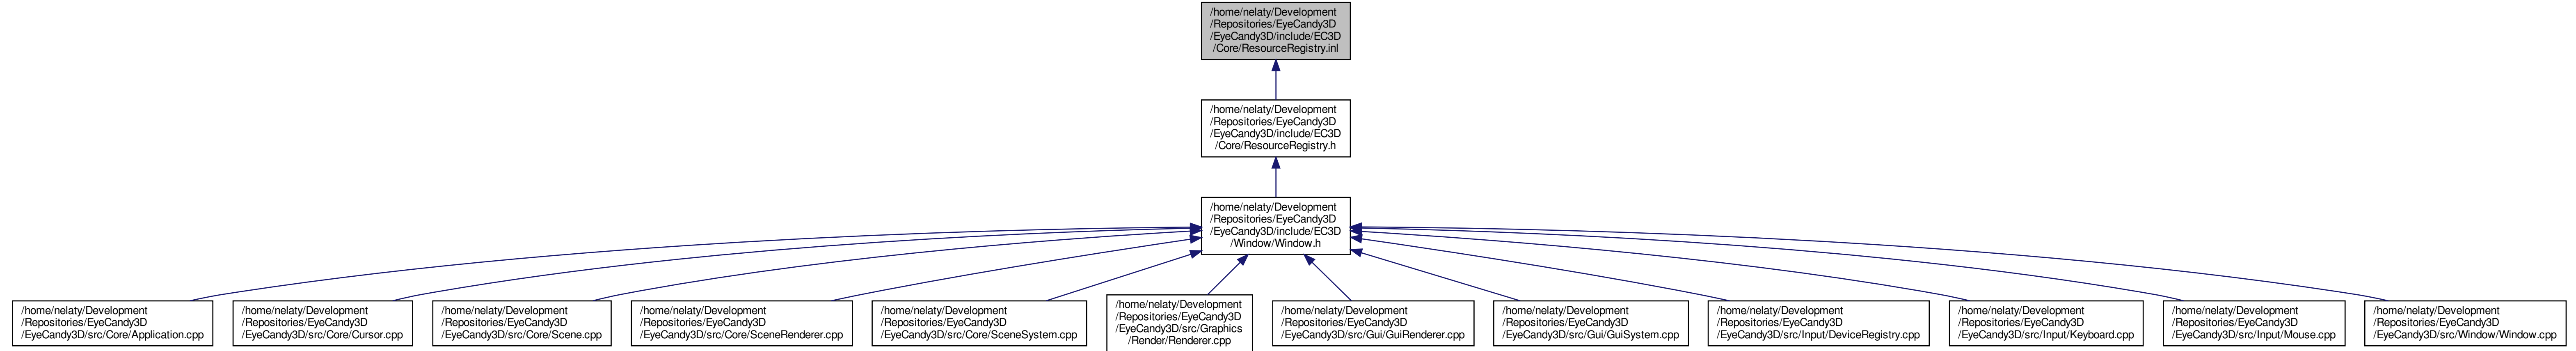 /home/nelaty/Development
/Repositories/EyeCandy3D
/EyeCandy3D/include/EC3D
/Core/ResourceRegistry.inl
/home/nelaty/Development
/Repositories/EyeCandy3D
/EyeCandy3D/include/EC3D
/Core/ResourceRegistry.h
/home/nelaty/Development
/Repositories/EyeCandy3D
/EyeCandy3D/include/EC3D
/Window/Window.h
/home/nelaty/Development
/Repositories/EyeCandy3D
/EyeCandy3D/src/Core/Application.cpp
/home/nelaty/Development
/Repositories/EyeCandy3D
/EyeCandy3D/src/Core/Cursor.cpp
/home/nelaty/Development
/Repositories/EyeCandy3D
/EyeCandy3D/src/Core/Scene.cpp
/home/nelaty/Development
/Repositories/EyeCandy3D
/EyeCandy3D/src/Core/SceneRenderer.cpp
/home/nelaty/Development
/Repositories/EyeCandy3D
/EyeCandy3D/src/Core/SceneSystem.cpp
/home/nelaty/Development
/Repositories/EyeCandy3D
/EyeCandy3D/src/Graphics
/Render/Renderer.cpp
/home/nelaty/Development
/Repositories/EyeCandy3D
/EyeCandy3D/src/Gui/GuiRenderer.cpp
/home/nelaty/Development
/Repositories/EyeCandy3D
/EyeCandy3D/src/Gui/GuiSystem.cpp
/home/nelaty/Development
/Repositories/EyeCandy3D
/EyeCandy3D/src/Input/DeviceRegistry.cpp
/home/nelaty/Development
/Repositories/EyeCandy3D
/EyeCandy3D/src/Input/Keyboard.cpp
/home/nelaty/Development
/Repositories/EyeCandy3D
/EyeCandy3D/src/Input/Mouse.cpp
/home/nelaty/Development
/Repositories/EyeCandy3D
/EyeCandy3D/src/Window/Window.cpp